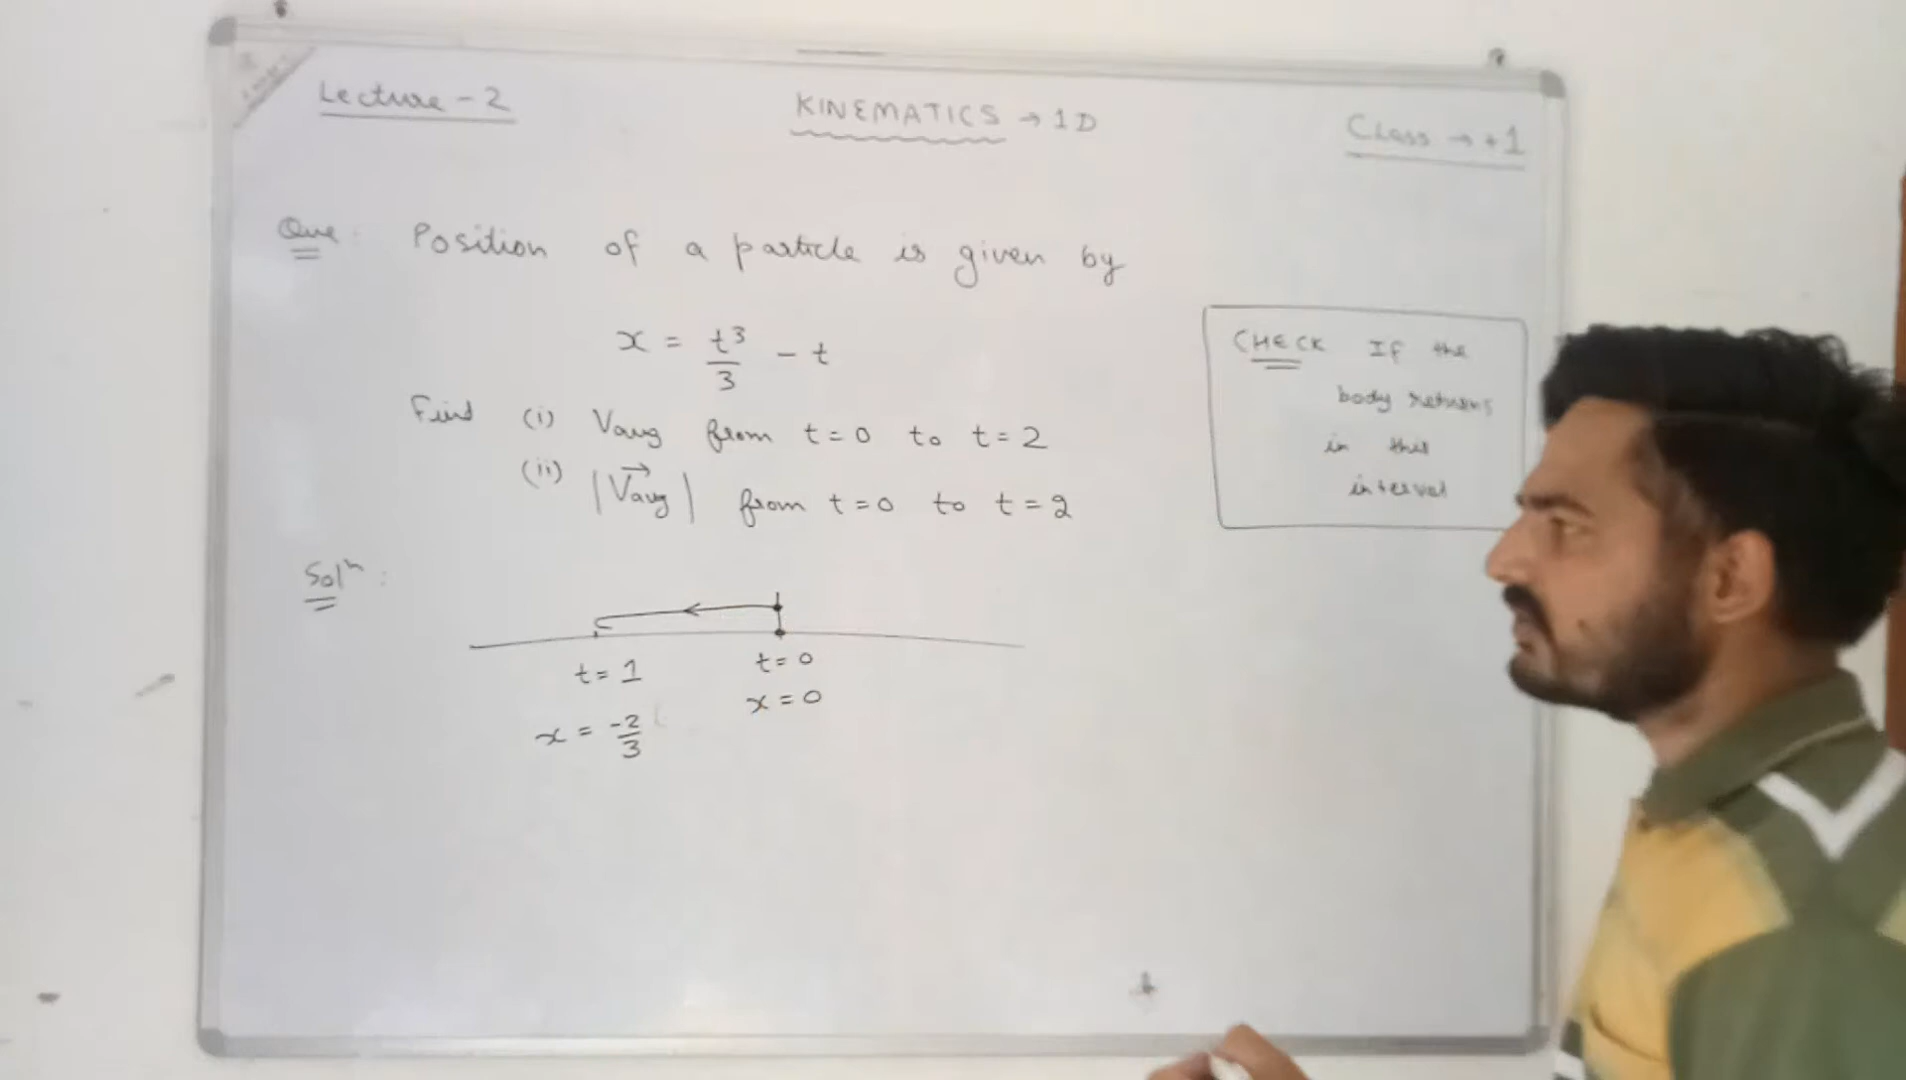 Lecture - 2
KINEMATICS → 1D
Class → +1
Que: Position of a particle is given by
x = t³/3 - t
Find (i) Vavg from t = 0 to t = 2
(ii) |V⃗avg| from t = 0 to t = 2
CHECK If the
body returns
in this
interval
Solⁿ:
t = 1 t = 0
x = -2/3 x = 0